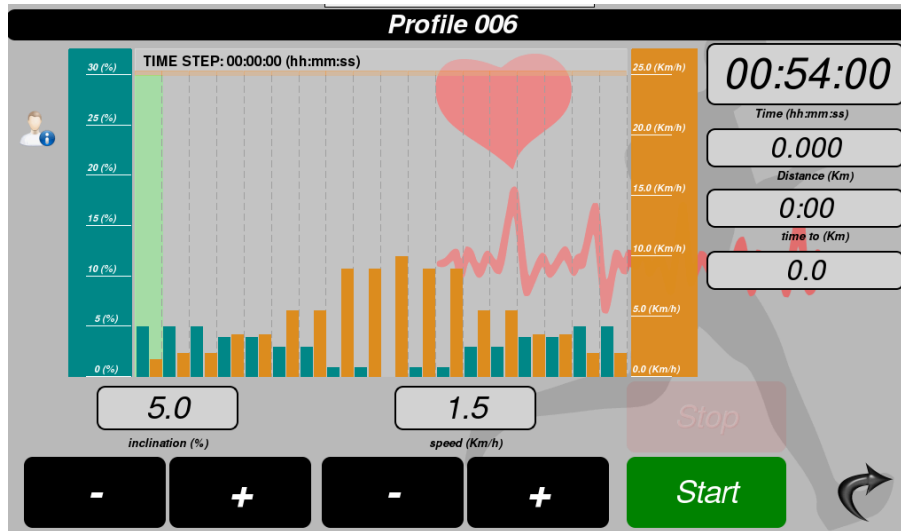 Profile 006
TIME STEP: 00:00:00 (hh:mm:ss)
30 (%)
25 (%)
20 (%)
15 (%)
10 (%)
5 (%)
0 (%)
25.0 (Km/h)
20.0 (Km/h)
15.0 (Km/h)
10.0 (Km/h)
5.0 (Km/h)
0.0 (Km/h)
00:54:00
Time (hh:mm:ss)
0.000
Distance (Km)
0:00
time to (Km)
0.0
5.0
inclination (%)
1.5
speed (Km/h)
Stop
-
+
-
+
Start